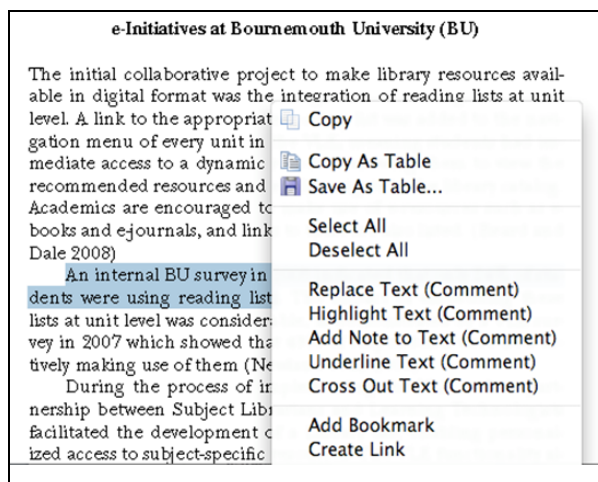 e-Initiatives at Bournemouth University (BU)
The initial collaborative project to make library resources avail-
able in digital format was the integration of reading lists at unit
level. A link to the appropriat
gation menu of every unit in
mediate access to a dynamic
recommended resources and
Academics are encouraged to
books and ejournals, and link
Dale 2008)
An internal BU survey in
dents were using reading list
lists at unit level was consider
vey in 2007 which showed tha
tively making use of them (Ne
During the process of in
nership between Subject Libr
facilitated the development o
ized access to subject-specific
Copy
Copy As Table
Save As Table...
Select All
Deselect All
Replace Text (Comment)
Highlight Text (Comment)
Add Note to Text (Comment)
Underline Text (Comment)
Cross Out Text (Comment)
Add Bookmark
Create Link